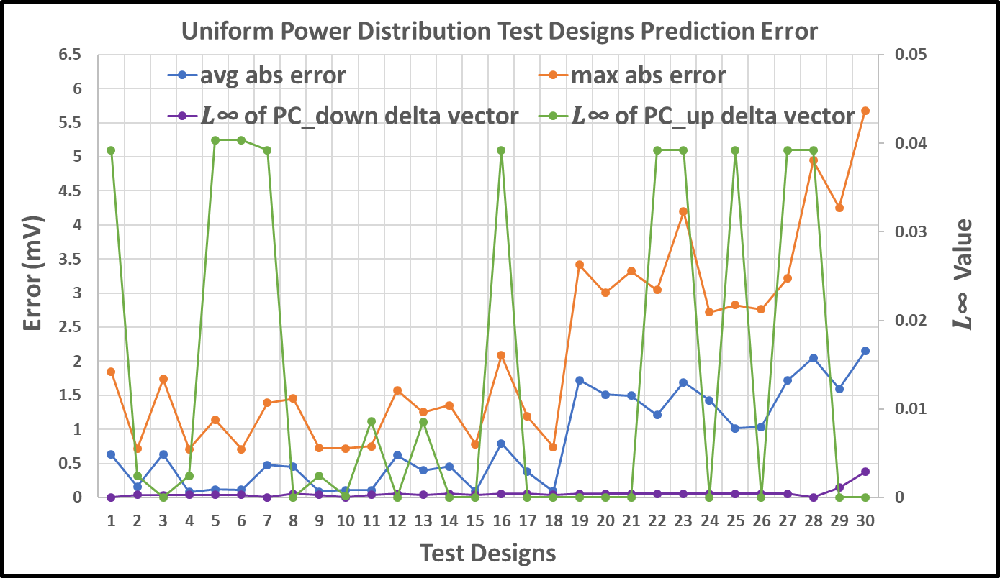 Uniform Power Distribution Test Designs Prediction Error
6.5
6
5.5
5
4.5
4
3.5
3
2.5
2
1.5
1
0.5
0
Error (mV)
avg abs error
max abs error
L∞ of PC_down delta vector
L∞ of PC_up delta vector
0.05
0.04
0.03
0.02
0.01
0
L∞ Value
1 2 3 4 5 6 7 8 9 10 11 12 13 14 15 16 17 18 19 20 21 22 23 24 25 26 27 28 29 30
Test Designs